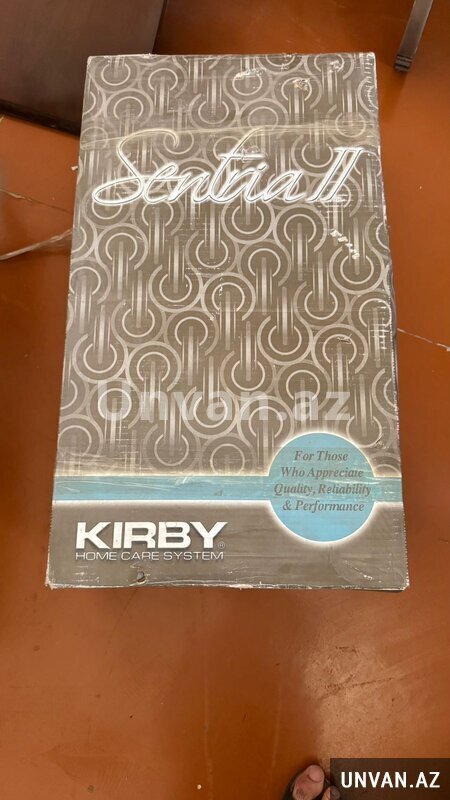 Sentria II
Unvan.az
For Those
Who Appreciate
Quality, Reliability
& Performance
KIRBY®
HOME CARE SYSTEM
UNVAN.AZ